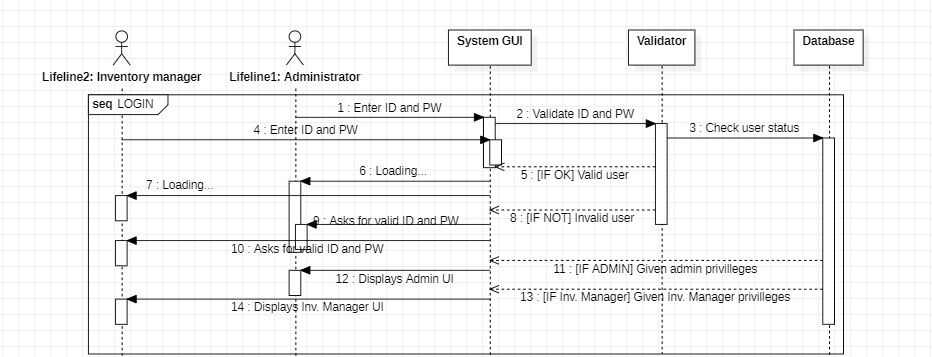 System GUI
Validator
Database
Lifeline2: Inventory manager
Lifeline1: Administrator
seq LOGIN
1 : Enter ID and PW
2 : Validate ID and PW
4 : Enter ID and PW
3 : Check user status
6 : Loading...
5 : [IF OK] Valid user
7 : Loading...
9 : Asks for valid ID and PW
8 : [IF NOT] Invalid user
10 : Asks for valid ID and PW
11 : [IF ADMIN] Given admin privilleges
12 : Displays Admin UI
13 : [IF Inv. Manager] Given Inv. Manager privilleges
14 : Displays Inv. Manager UI